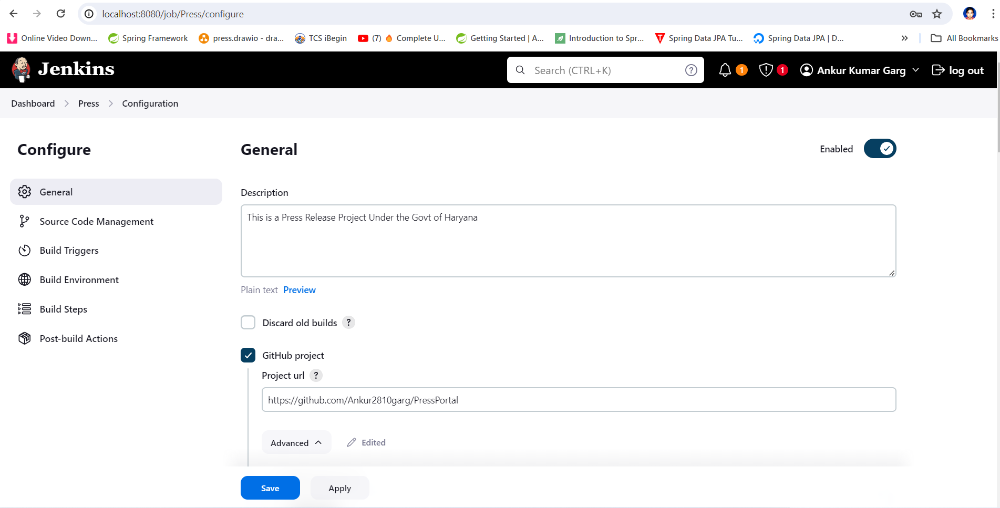 localhost:8080/job/Press/configure
Online Video Down... Spring Framework press.drawio - dra... TCS iBegin (7) Complete U... Getting Started | A... Introduction to Spr... Spring Data JPA Tu... Spring Data JPA | D... » All Bookmarks
Jenkins Search (CTRL+K) ? 1 1 Ankur Kumar Garg log out
Dashboard Press Configuration
Configure
General
Source Code Management
Build Triggers
Build Environment
Build Steps
Post-build Actions
General Enabled
Description
This is a Press Release Project Under the Govt of Haryana
Plain text Preview
Discard old builds ?
GitHub project
Project url ?
https://github.com/Ankur2810garg/PressPortal
Advanced Edited
Save Apply